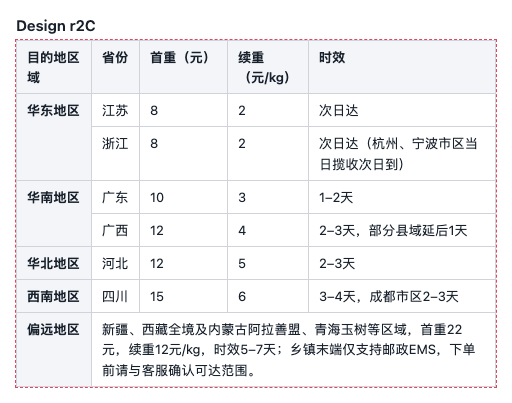 Design r2C
目的地区域 省份 首重（元） 续重（元/kg） 时效
华东地区 江苏 8 2 次日达
浙江 8 2 次日达（杭州、宁波市区当日揽收次日到）
华南地区 广东 10 3 1–2天
广西 12 4 2–3天，部分县域延后1天
华北地区 河北 12 5 2–3天
西南地区 四川 15 6 3–4天，成都市区2–3天
偏远地区 新疆、西藏全境及内蒙古阿拉善盟、青海玉树等区域，首重22
元，续重12元/kg，时效5–7天；乡镇末端仅支持邮政EMS，下单
前请与客服确认可达范围。